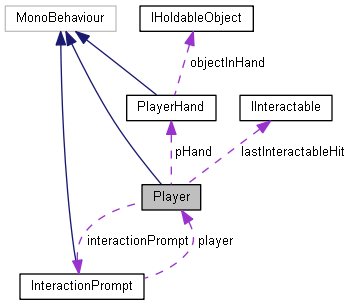 MonoBehaviour
IHoldableObject
objectInHand
PlayerHand
IInteractable
pHand
lastInteractableHit
Player
interactionPrompt
player
InteractionPrompt